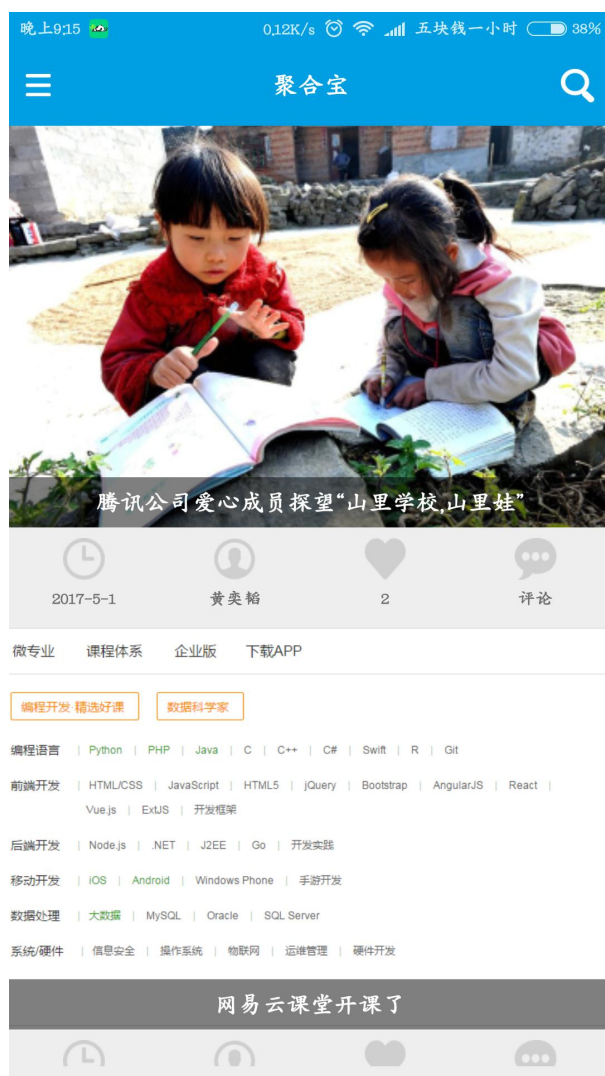 晚上9:15 0.12K/s 五块钱一小时 38%
聚合宝
腾讯公司爱心成员探望“山里学校,山里娃”
2017-5-1 黄奕韬 2 评论
微专业 课程体系 企业版 下载APP
编程开发·精选好课 数据科学家
编程语言 | Python | PHP | Java | C | C++ | C# | Swift | R | Git
前端开发 | HTML/CSS | JavaScript | HTML5 | jQuery | Bootstrap | AngularJS | React |
Vue.js | ExtJS | 开发框架
后端开发 | Node.js | .NET | J2EE | Go | 开发实践
移动开发 | iOS | Android | Windows Phone | 手游开发
数据处理 | 大数据 | MySQL | Oracle | SQL Server
系统/硬件 | 信息安全 | 操作系统 | 物联网 | 运维管理 | 硬件开发
网易云课堂开课了